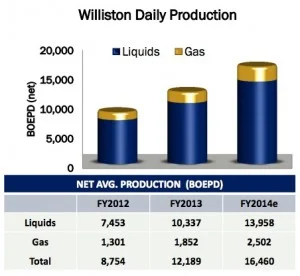 Williston Daily Production
Liquids Gas
BOEPD (net)
20,000
15,000
10,000
5,000
0
NET AVG. PRODUCTION (BOEPD)
FY2012 FY2013 FY2014e
Liquids 7,453 10,337 13,958
Gas 1,301 1,852 2,502
Total 8,754 12,189 16,460